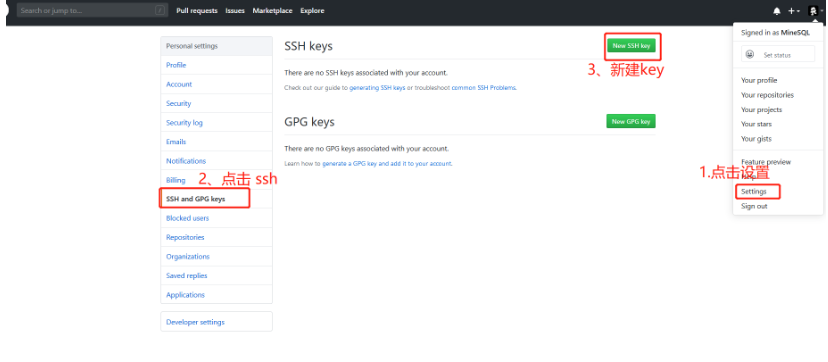 Search or jump to...
/
Pull requests Issues Marketplace Explore
Signed in as MineSQL
Set status
Your profile
Your repositories
Your projects
Your stars
Your gists
Feature preview
1.点击设置
Settings
Sign out
Personal settings
Profile
Account
Security
Security log
Emails
Notifications
Billing
2、点击 ssh
SSH and GPG keys
Blocked users
Repositories
Organizations
Saved replies
Applications
Developer settings
SSH keys
New SSH key
3、新建key
There are no SSH keys associated with your account.
Check out our guide to generating SSH keys or troubleshoot common SSH Problems.
GPG keys
New GPG key
There are no GPG keys associated with your account.
Learn how to generate a GPG key and add it to your account.